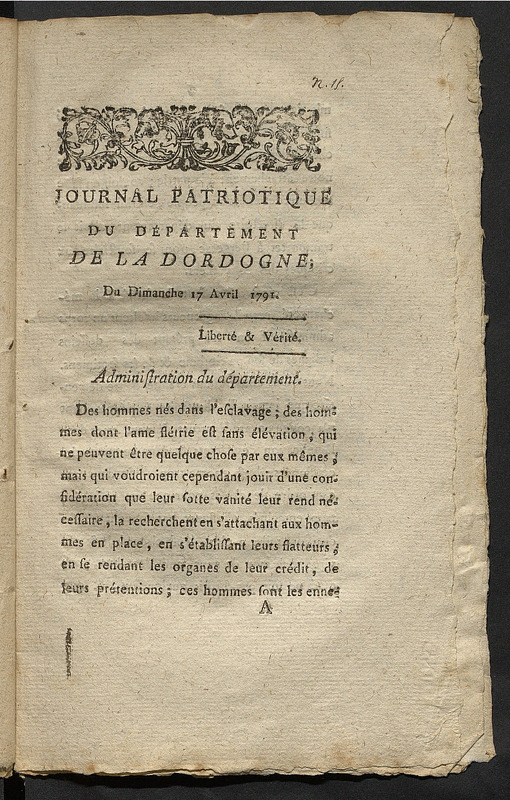 N. 15.
JOURNAL PATRIOTIQUE
DU DÉPARTEMENT
DE LA DORDOGNE,
Du Dimanche 17 Avril 1791.
Liberté & Vérité.
Adminiſtration du département.
Des hommes nés dans l'eſclavage ; des hom-
mes dont l'ame flétrie eſt ſans élévation, qui
ne peuvent être quelque choſe par eux mêmes,
mais qui voudroient cependant jouir d'une con-
ſidération que leur ſotte vanité leur rend né-
ceſſaire, la recherchent en s'attachant aux hom-
mes en place, en s'établiſſant leurs flatteurs,
en ſe rendant les organes de leur crédit, de
leurs prétentions ; ces hommes ſont les enne-
A